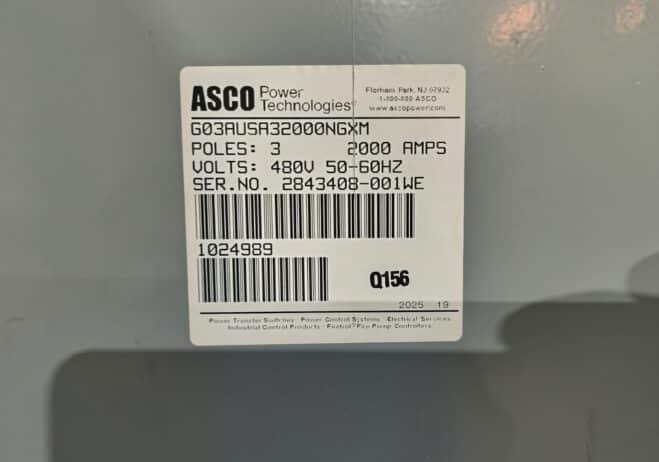 ASCO Power Technologies®
Florham Park, NJ 07932
1-800-800 ASCO
www.ascopower.com
G03AUSA32000NGXM
POLES: 3 2000 AMPS
VOLTS: 480V 50-60HZ
SER.NO. 2843408-001WE
1024989
Q156
2025 19
Power Transfer Switches Power Control Systems Electrical Services
Industrial Control Products Firetrol® Fire Pump Controllers